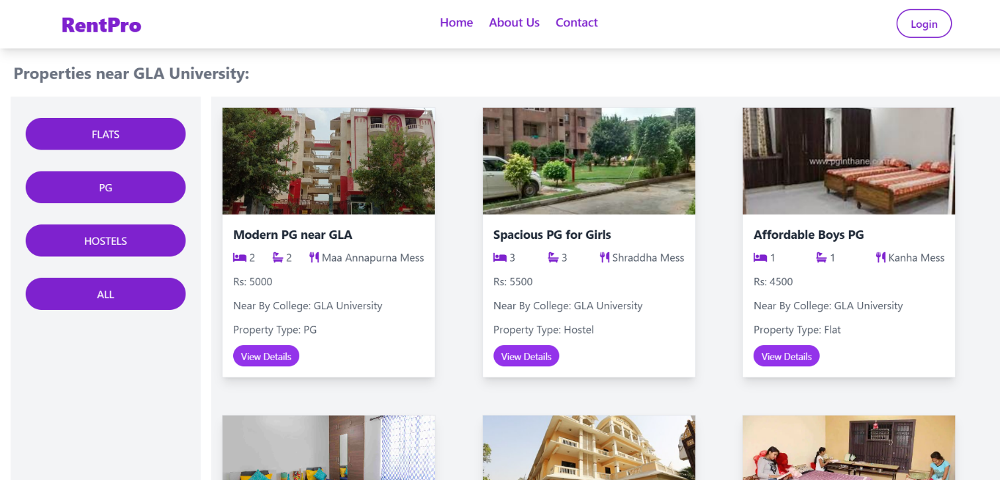 RentPro
Home About Us Contact
Login
Properties near GLA University:
FLATS
PG
HOSTELS
ALL
Modern PG near GLA
2 2 Maa Annapurna Mess
Rs: 5000
Near By College: GLA University
Property Type: PG
View Details
Spacious PG for Girls
3 3 Shraddha Mess
Rs: 5500
Near By College: GLA University
Property Type: Hostel
View Details
www.pginthane.com
Affordable Boys PG
1 1 Kanha Mess
Rs: 4500
Near By College: GLA University
Property Type: Flat
View Details